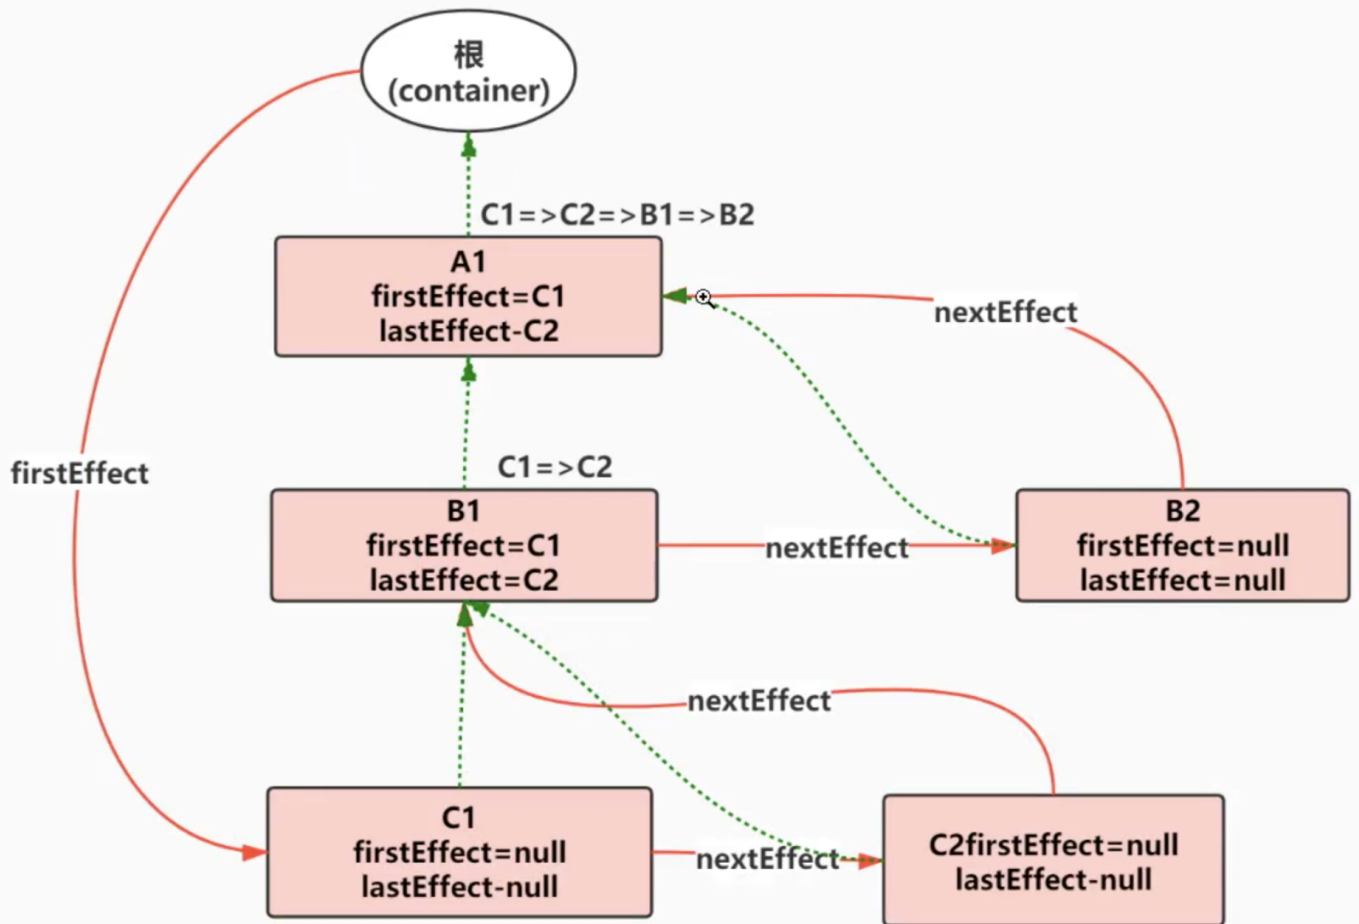 根
(container)
C1=>C2=>B1=>B2
A1
firstEffect=C1
lastEffect-C2
nextEffect
firstEffect
C1=>C2
B1
firstEffect=C1
lastEffect=C2
nextEffect
B2
firstEffect=null
lastEffect=null
nextEffect
C1
firstEffect=null
lastEffect-null
nextEffect
C2firstEffect=null
lastEffect-null